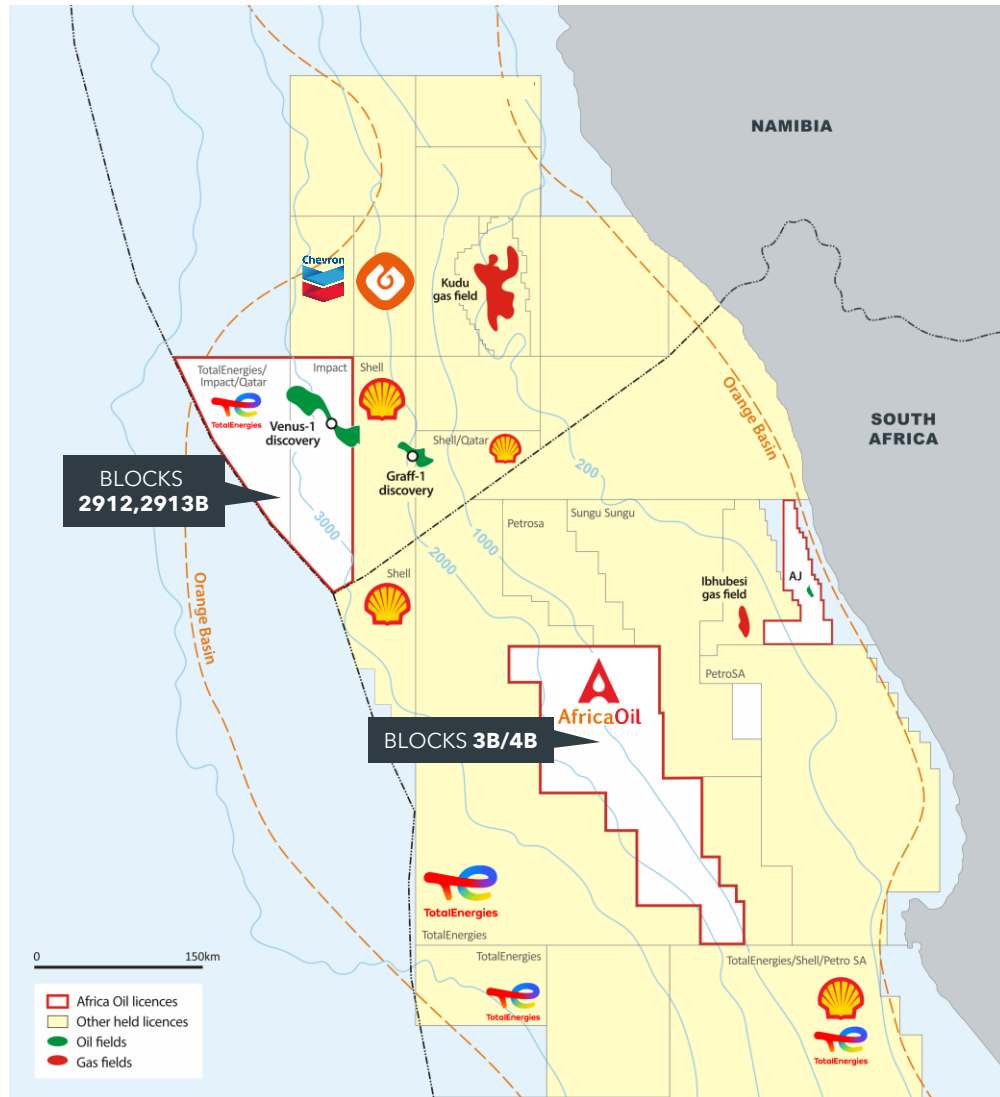 NAMIBIA
Chevron
Kudu
gas field
TotalEnergies/
Impact/Qatar
Impact
Shell
TotalEnergies
Venus-1
discovery
Orange Basin
SOUTH
AFRICA
Shell/Qatar
Graff-1
discovery
200
BLOCKS
2912,2913B
3000
2000
1000
Petrosa
Sungu Sungu
Shell
AJ
Ibhubesi
gas field
Orange Basin
PetroSA
AfricaOil
BLOCKS 3B/4B
TotalEnergies
TotalEnergies
TotalEnergies
TotalEnergies
TotalEnergies/Shell/Petro SA
TotalEnergies
0
150km
Africa Oil licences
Other held licences
Oil fields
Gas fields